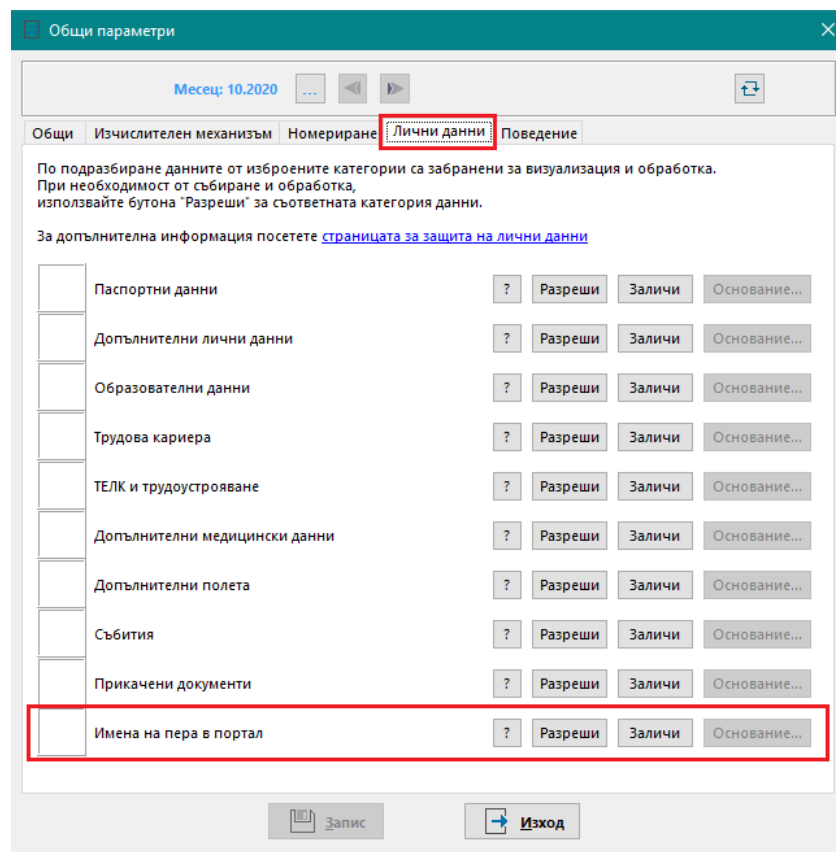 Общи параметри
Месец: 10.2020 ...
Общи Изчислителен механизъм Номериране Лични данни Поведение
По подразбиране данните от изброените категории са забранени за визуализация и обработка.
При необходимост от събиране и обработка,
използвайте бутона "Разреши" за съответната категория данни.
За допълнителна информация посетете страницата за защита на лични данни
Паспортни данни ? Разреши Заличи Основание...
Допълнителни лични данни ? Разреши Заличи Основание...
Образователни данни ? Разреши Заличи Основание...
Трудова кариера ? Разреши Заличи Основание...
ТЕЛК и трудоустрояване ? Разреши Заличи Основание...
Допълнителни медицински данни ? Разреши Заличи Основание...
Допълнителни полета ? Разреши Заличи Основание...
Събития ? Разреши Заличи Основание...
Прикачени документи ? Разреши Заличи Основание...
Имена на пера в портал ? Разреши Заличи Основание...
Запис Изход